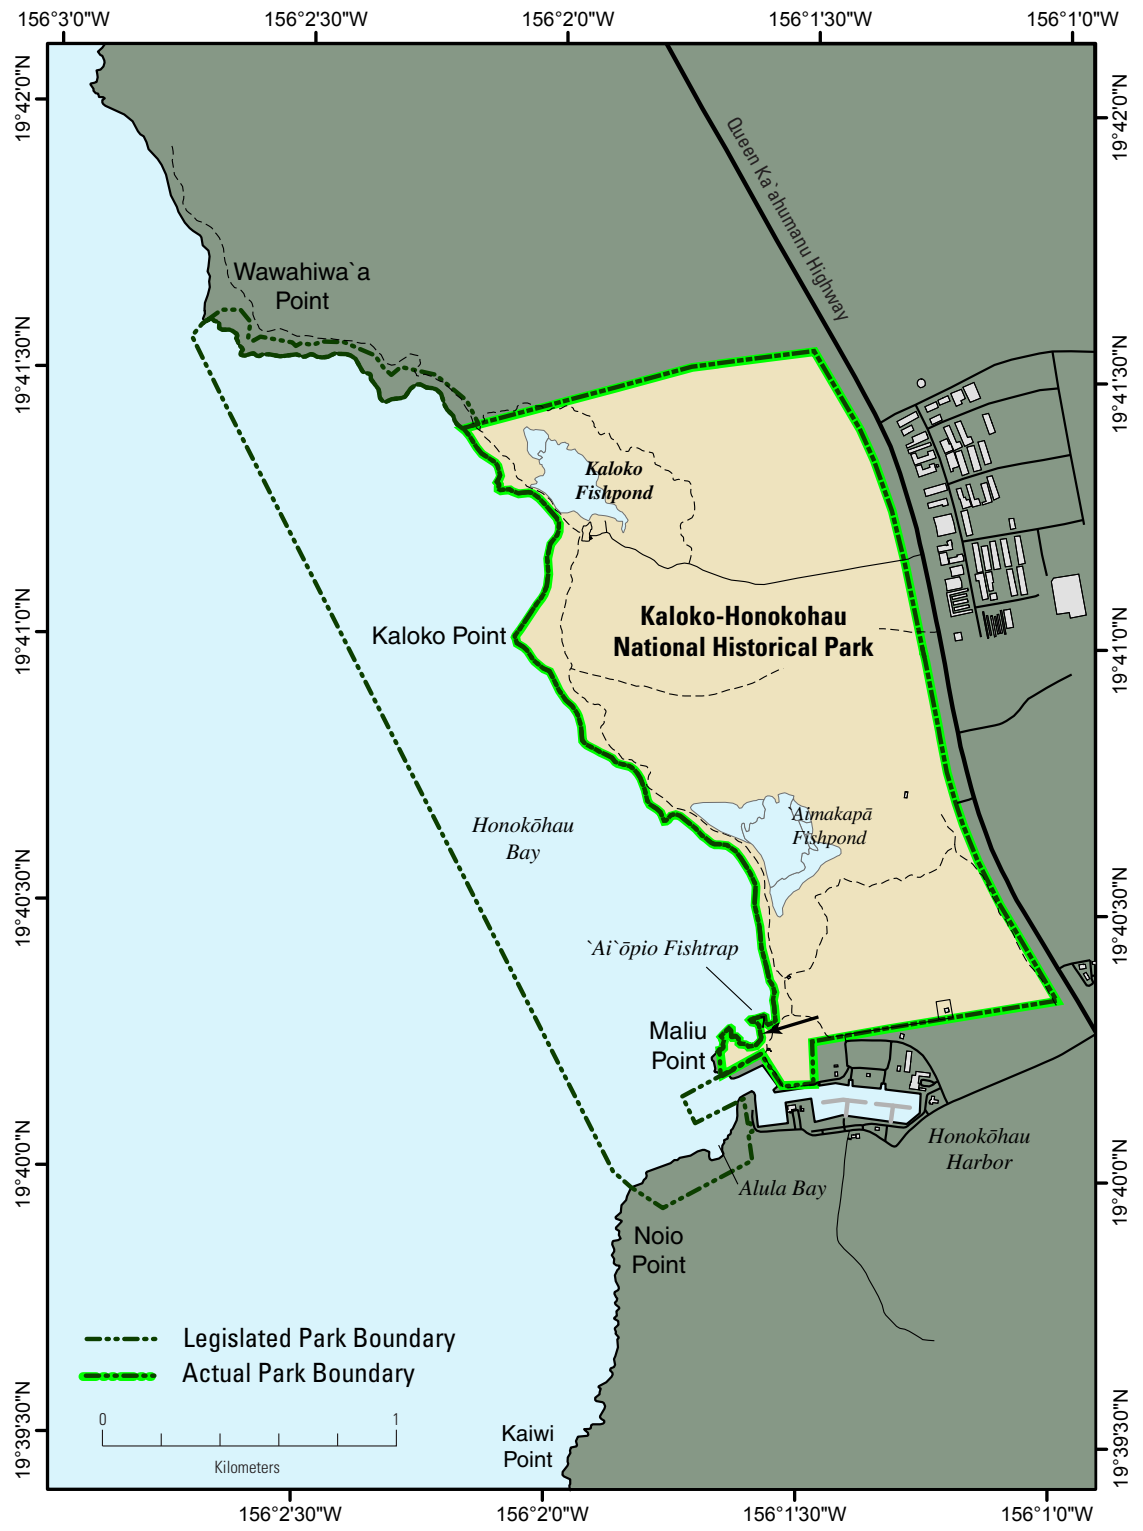 156°3'0"W
156°2'30"W
156°2'0"W
156°1'30"W
156°1'0"W
19°42'0"N
19°42'0"N
Queen Ka`ahumanu Highway
Wawahiwa`a
Point
19°41'30"N
19°41'30"N
Kaloko
Fishpond
Kaloko-Honokohau
National Historical Park
Kaloko Point
19°41'0"N
19°41'0"N
`Aimakapā
Fishpond
Honokōhau
Bay
19°40'30"N
19°40'30"N
`Ai`ōpio Fishtrap
Maliu
Point
Honokōhau
Harbor
Alula Bay
19°40'0"N
19°40'0"N
Noio
Point
Legislated Park Boundary
Actual Park Boundary
0
1
Kilometers
Kaiwi
Point
19°39'30"N
19°39'30"N
156°2'30"W
156°2'0"W
156°1'30"W
156°1'0"W